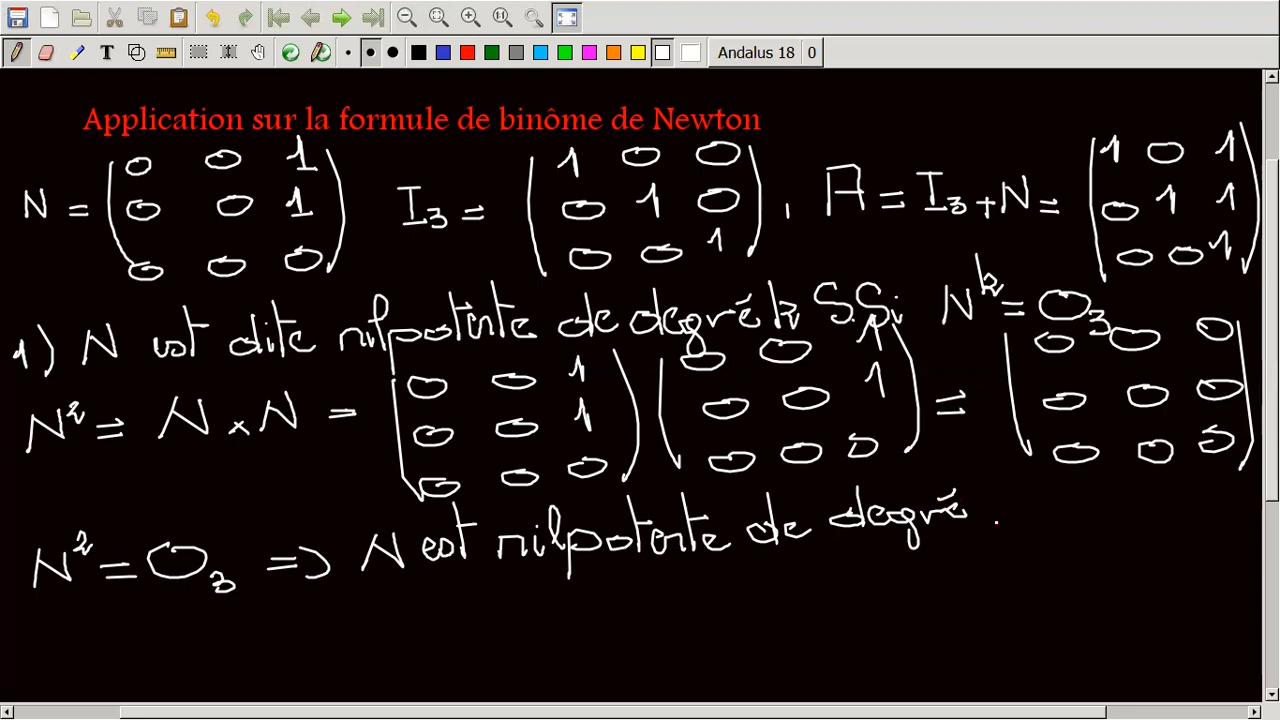 Andalus 18 0
Application sur la formule de binôme de Newton
N = (0 0 1 / 0 0 1 / 0 0 0) I₃ = (1 0 0 / 0 1 0 / 0 0 1) , A = I₃ + N = (1 0 1 / 0 1 1 / 0 0 1)
1) N est dite nilpotente de degré k S.Si Nᵏ = O₃
N² = N × N = (0 0 1 / 0 0 1 / 0 0 0) (0 0 1 / 0 0 1 / 0 0 0) = (0 0 0 / 0 0 0 / 0 0 0)
N² = O₃ => N est nilpotente de degré